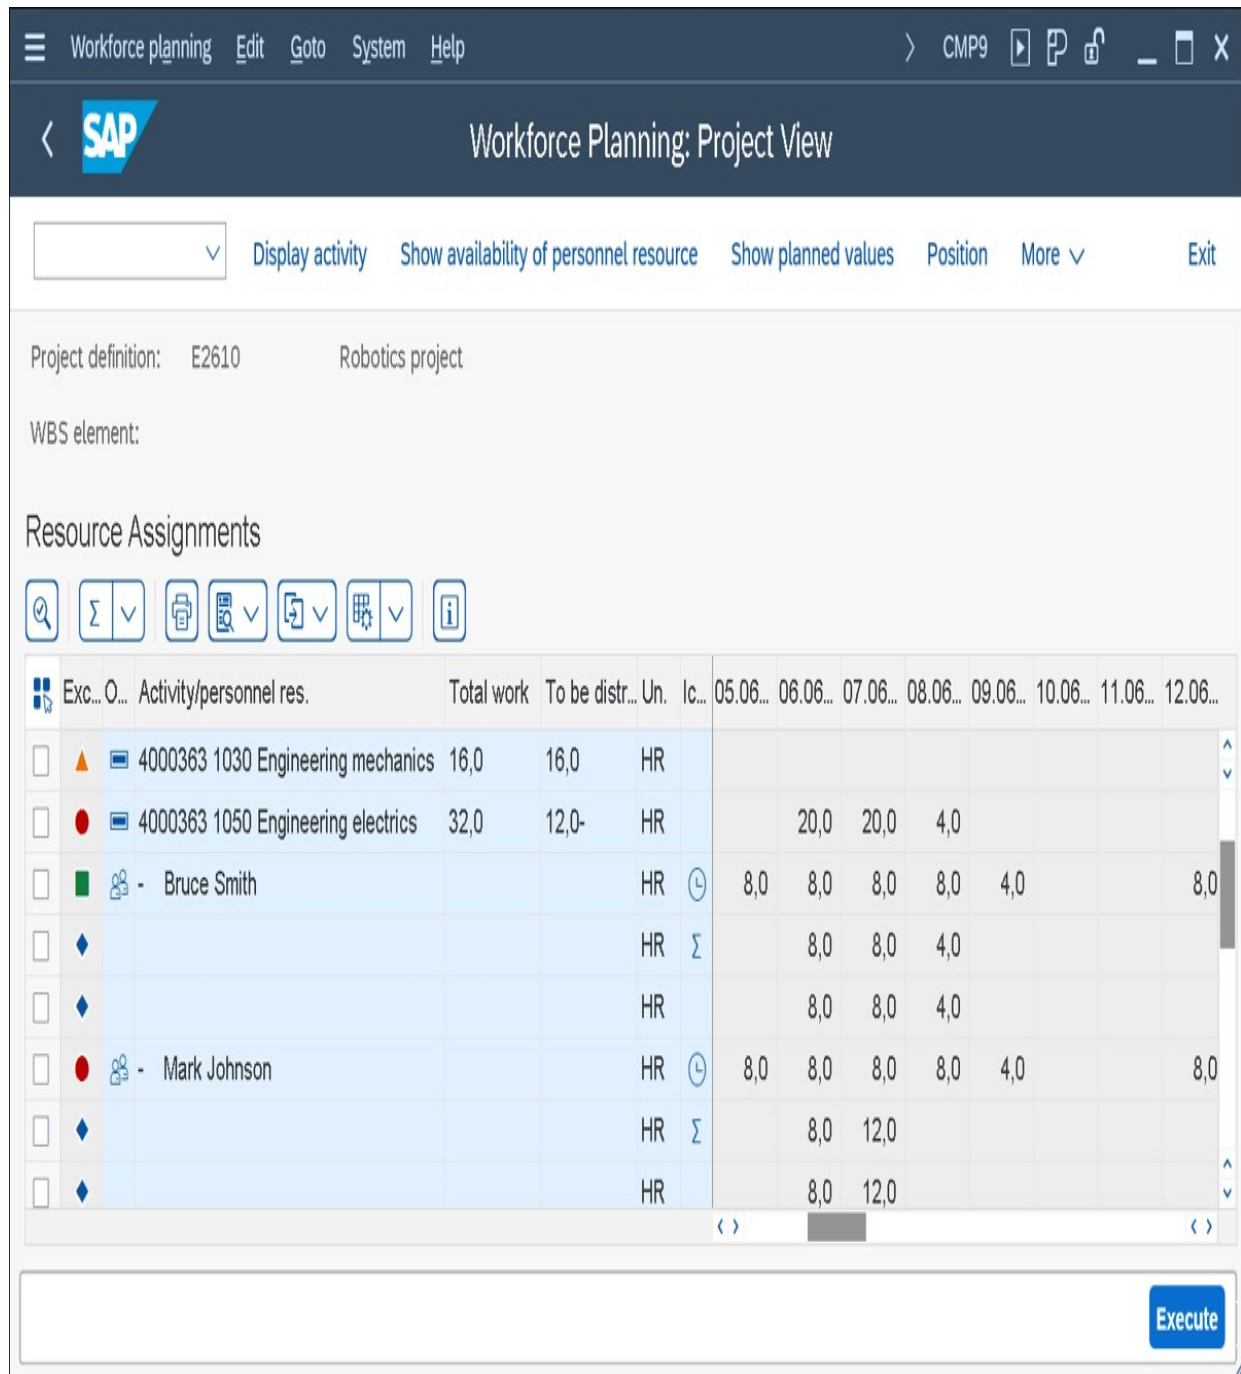 Workforce planning Edit Goto System Help CMP9
SAP Workforce Planning: Project View
Display activity Show availability of personnel resource Show planned values Position More Exit
Project definition: E2610 Robotics project
WBS element:
Resource Assignments
Exc... O... Activity/personnel res. Total work To be distr... Un. Ic... 05.06... 06.06... 07.06... 08.06... 09.06... 10.06... 11.06... 12.06...
4000363 1030 Engineering mechanics 16,0 16,0 HR
4000363 1050 Engineering electrics 32,0 12,0- HR 20,0 20,0 4,0
- Bruce Smith HR 8,0 8,0 8,0 8,0 4,0 8,0
HR Σ 8,0 8,0 4,0
HR 8,0 8,0 4,0
- Mark Johnson HR 8,0 8,0 8,0 8,0 4,0 8,0
HR Σ 8,0 12,0
HR 8,0 12,0
Execute